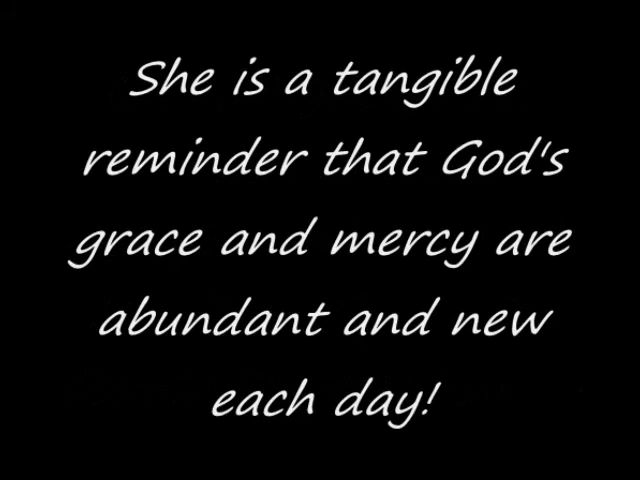 She is a tangible
reminder that God's
grace and mercy are
abundant and new
each day!